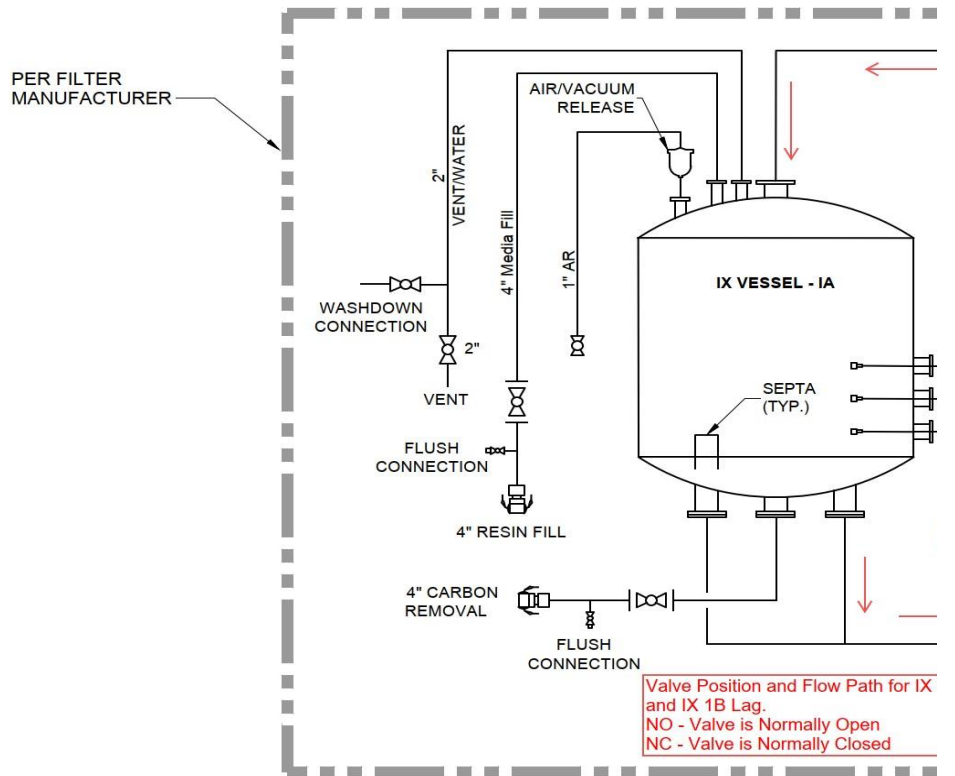 PER FILTER
MANUFACTURER
AIR/VACUUM
RELEASE
2"
VENT/WATER
4" Media Fill
1" AR
IX VESSEL - IA
WASHDOWN
CONNECTION
2"
VENT
SEPTA
(TYP.)
FLUSH
CONNECTION
4" RESIN FILL
4" CARBON
REMOVAL
FLUSH
CONNECTION
Valve Position and Flow Path for IX
and IX 1B Lag.
NO - Valve is Normally Open
NC - Valve is Normally Closed